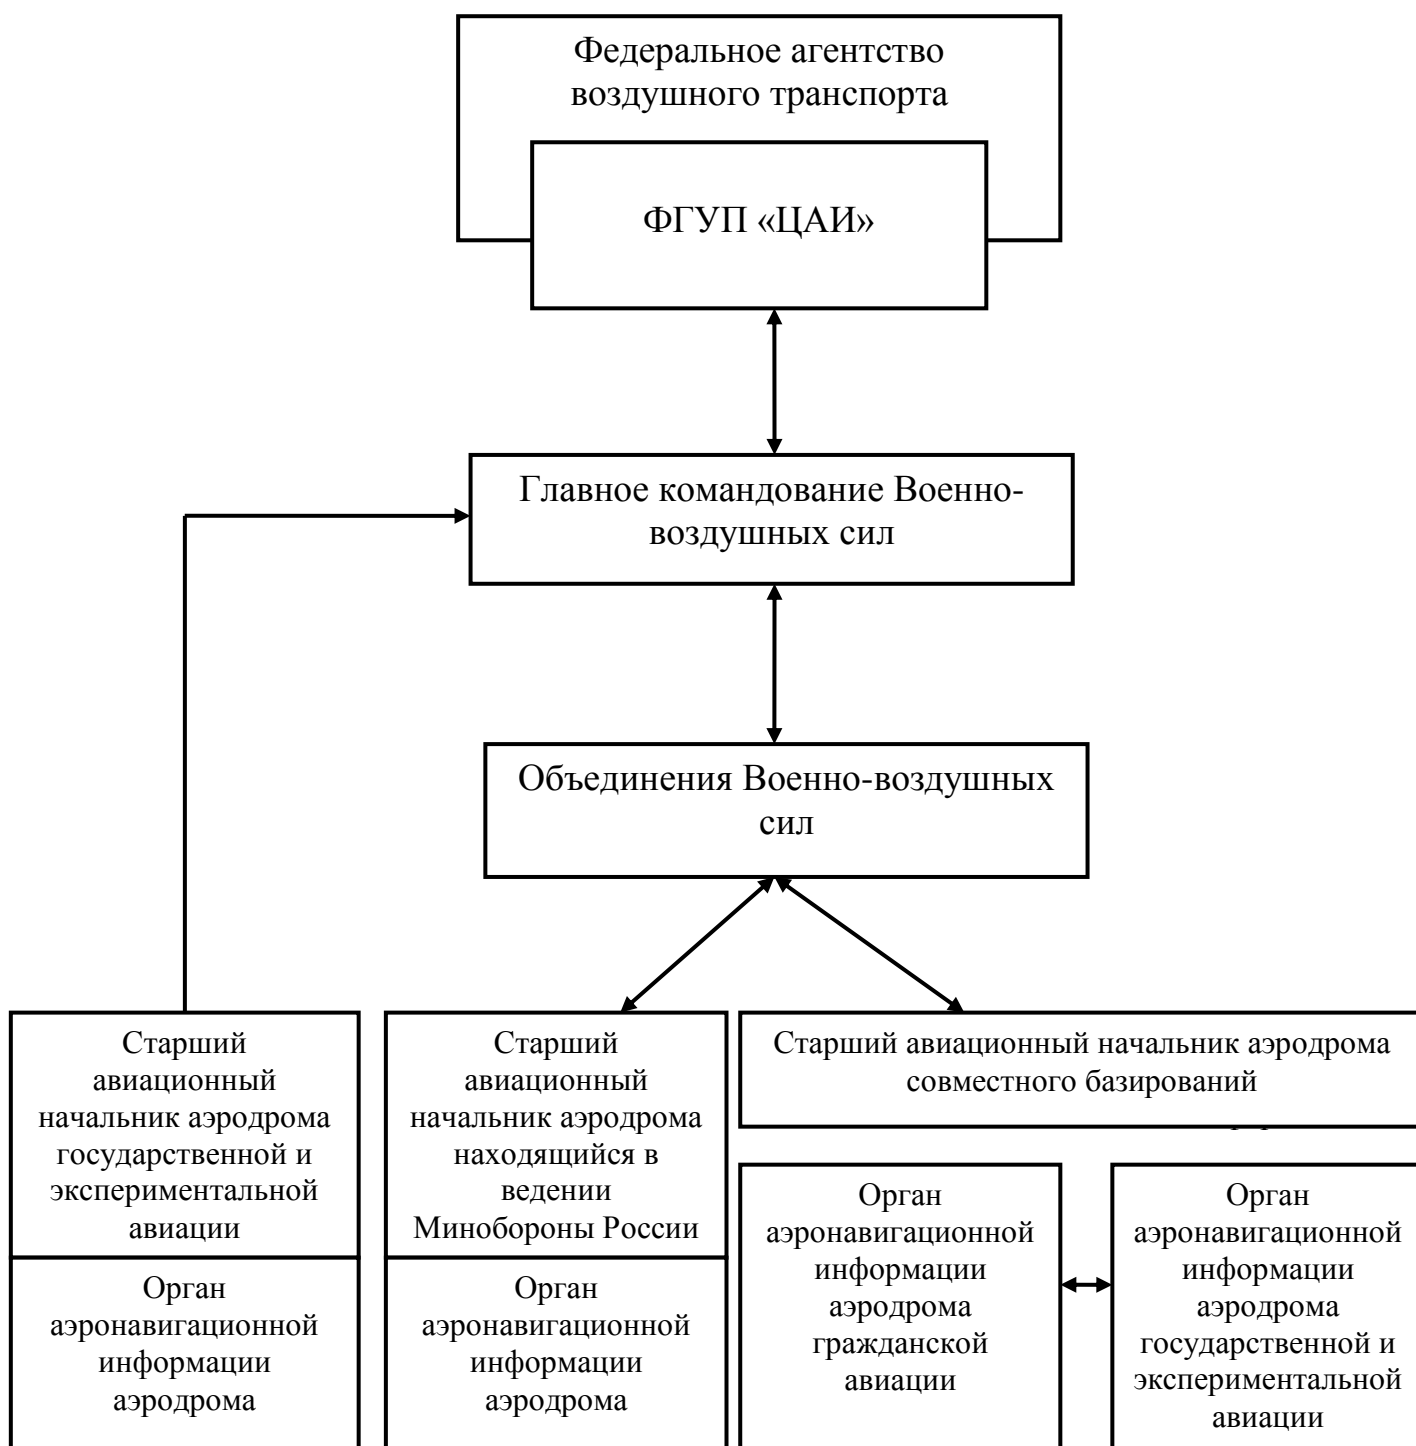 Федеральное агентство
воздушного транспорта
ФГУП «ЦАИ»
Главное командование Военно-
воздушных сил
Объединения Военно-воздушных
сил
Старший
авиационный
начальник аэродрома
государственной и
экспериментальной
авиации
Орган
аэронавигационной
информации
аэродрома
Старший
авиационный
начальник аэродрома
находящийся в
ведении
Минобороны России
Орган
аэронавигационной
информации
аэродрома
Старший авиационный начальник аэродрома
совместного базирований
Орган
аэронавигационной
информации
аэродрома
гражданской
авиации
Орган
аэронавигационной
информации
аэродрома
государственной и
экспериментальной
авиации